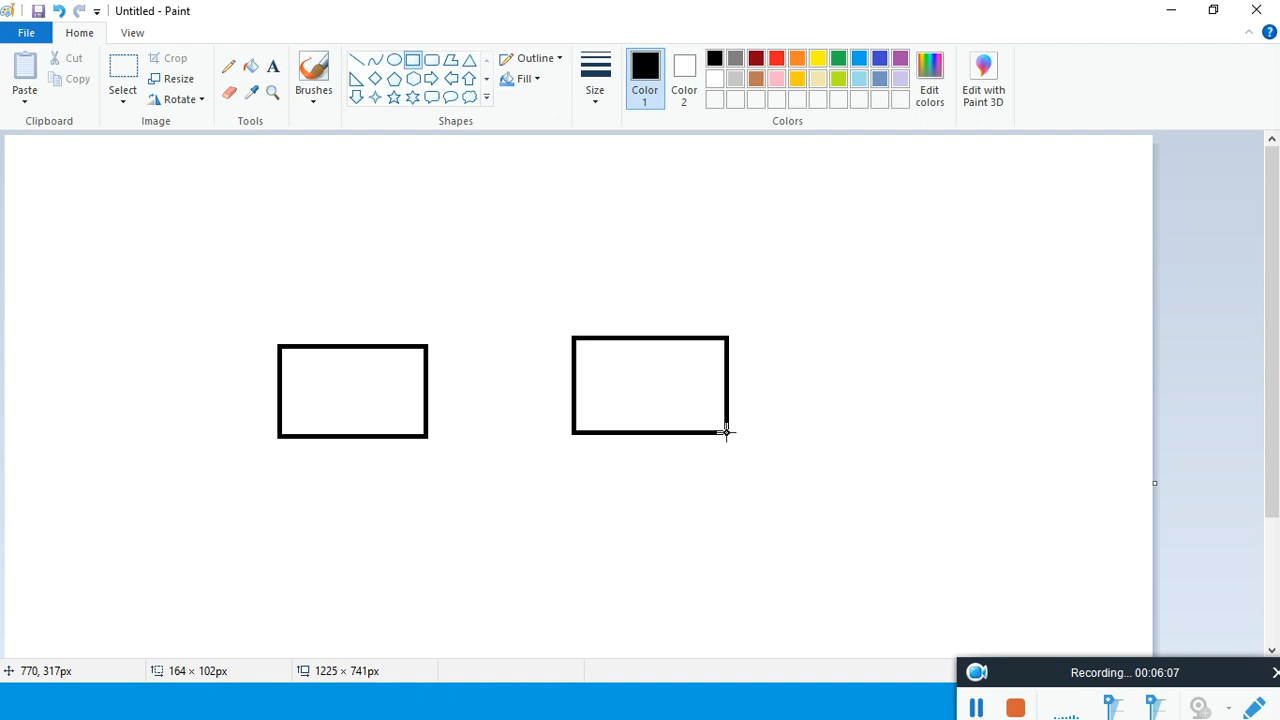 Untitled - Paint
File
Home
View
Paste
Cut
Copy
Clipboard
Select
Crop
Resize
Rotate
Image
A
Tools
Brushes
Outline
Fill
Shapes
Size
Color
1
Color
2
Edit
colors
Colors
Edit with
Paint 3D
770, 317px
164 × 102px
1225 × 741px
Recording... 00:06:07